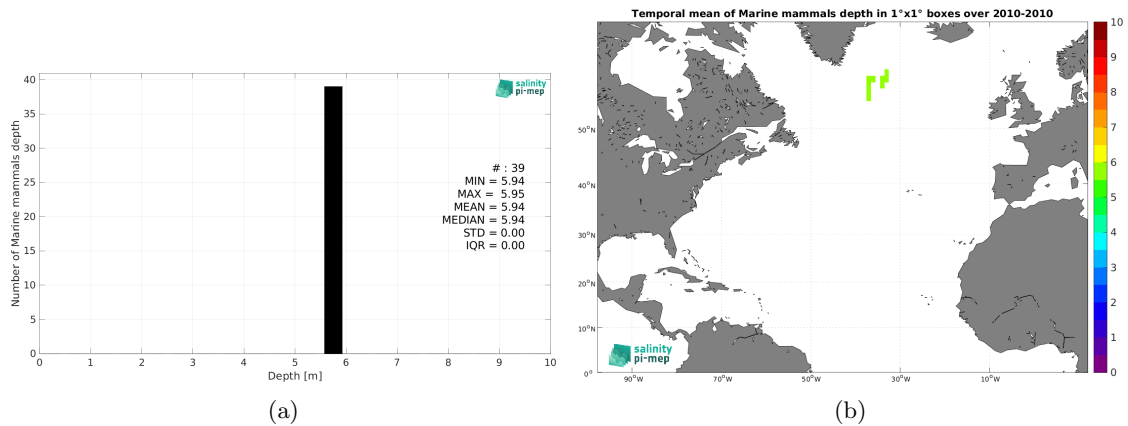 40
35
30
25
20
15
10
5
0
Number of Marine mammals depth
salinity
pi-mep
# : 39
MIN = 5.94
MAX = 5.95
MEAN = 5.94
MEDIAN = 5.94
STD = 0.00
IQR = 0.00
0 1 2 3 4 5 6 7 8 9 10
Depth [m]
(a)
Temporal mean of Marine mammals depth in 1°x1° boxes over 2010-2010
50°N
40°N
30°N
20°N
10°N
0°
salinity
pi-mep
90°W 70°W 50°W 30°W 10°W
10
9
8
7
6
5
4
3
2
1
0
(b)